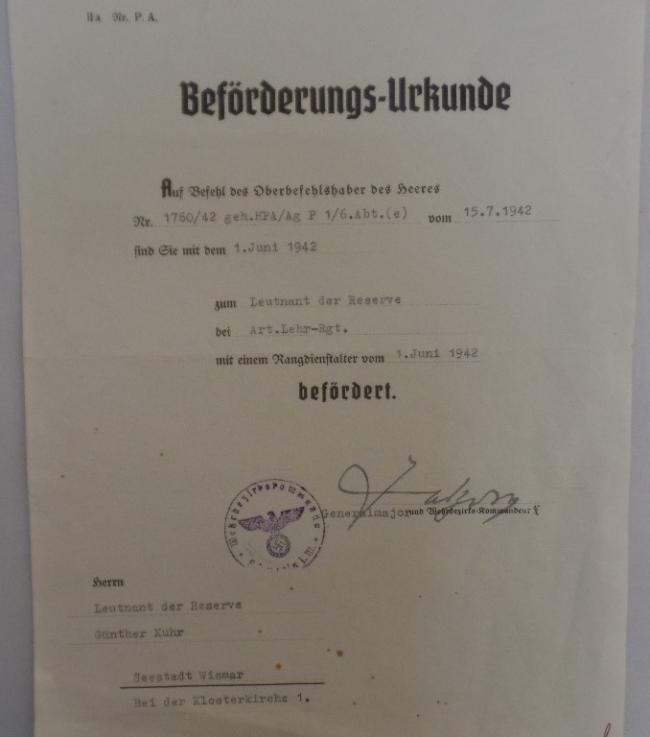 IIa Nr. P. A.
Beförderungs-Urkunde
Auf Befehl des Oberbefehlshaber des Heeres
Nr. 1760/42 geh.HPA/Ag P 1/6.Abt.(e) vom 15.7.1942
sind Sie mit dem 1.Juni 1942
zum Leutnant der Reserve
bei Art.Lehr-Rgt.
mit einem Rangdienstalter vom 1.Juni 1942
befördert.
Wehrbezirkskommando
Generalmajor und Wehrbezirks-Kommandeur
Herrn
Leutnant der Reserve
Günther Kuhr
Seestadt Wismar
Bei der Klosterkirche 1.